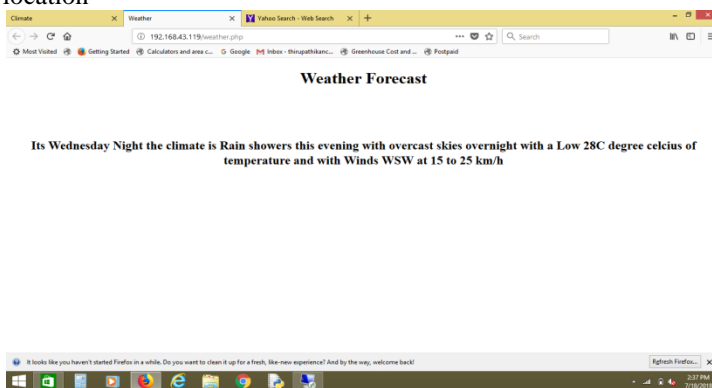 location
Climate
Weather
Yahoo Search - Web Search
192.168.43.119/weather.php
Search
Most Visited Getting Started Calculators and area c... Google Inbox - thirupathikanc... Greenhouse Cost and ... Postpaid
Weather Forecast
Its Wednesday Night the climate is Rain showers this evening with overcast skies overnight with a Low 28C degree celcius of
temperature and with Winds WSW at 15 to 25 km/h
It looks like you haven't started Firefox in a while. Do you want to clean it up for a fresh, like-new experience? And by the way, welcome back!
Refresh Firefox...
2:37 PM